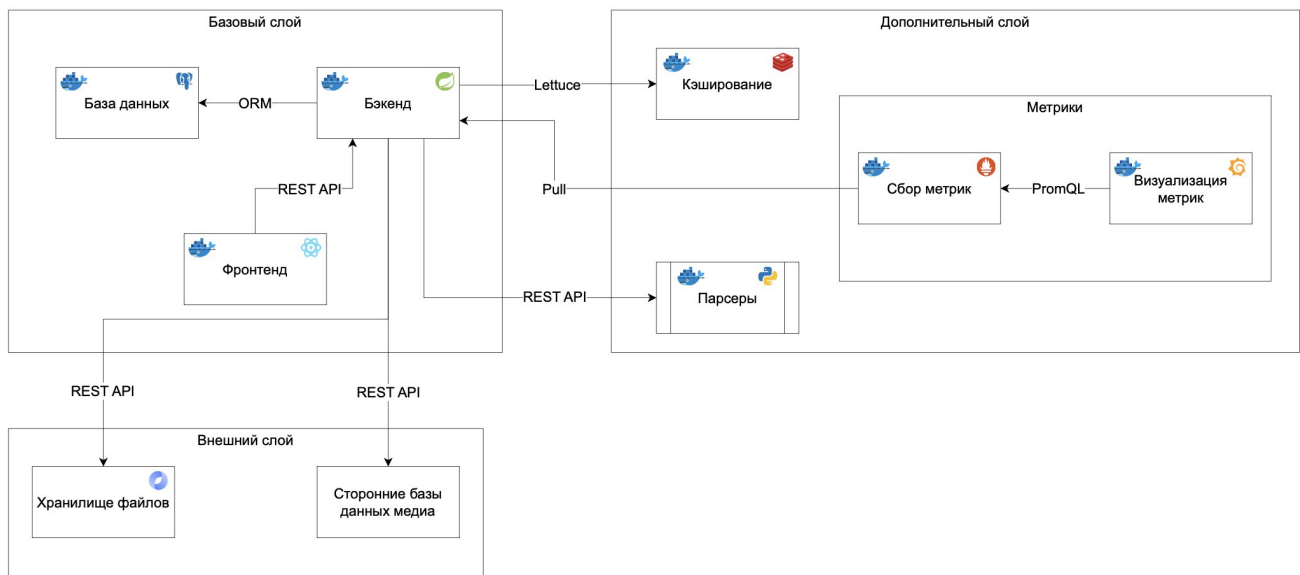 Базовый слой
Дополнительный слой
База данных
ORM
Бэкенд
Lettuce
Кэширование
Метрики
REST API
Pull
Сбор метрик
PromQL
Визуализация
метрик
Фронтенд
REST API
Парсеры
REST API
REST API
Внешний слой
Хранилище файлов
Сторонние базы
данных медиа